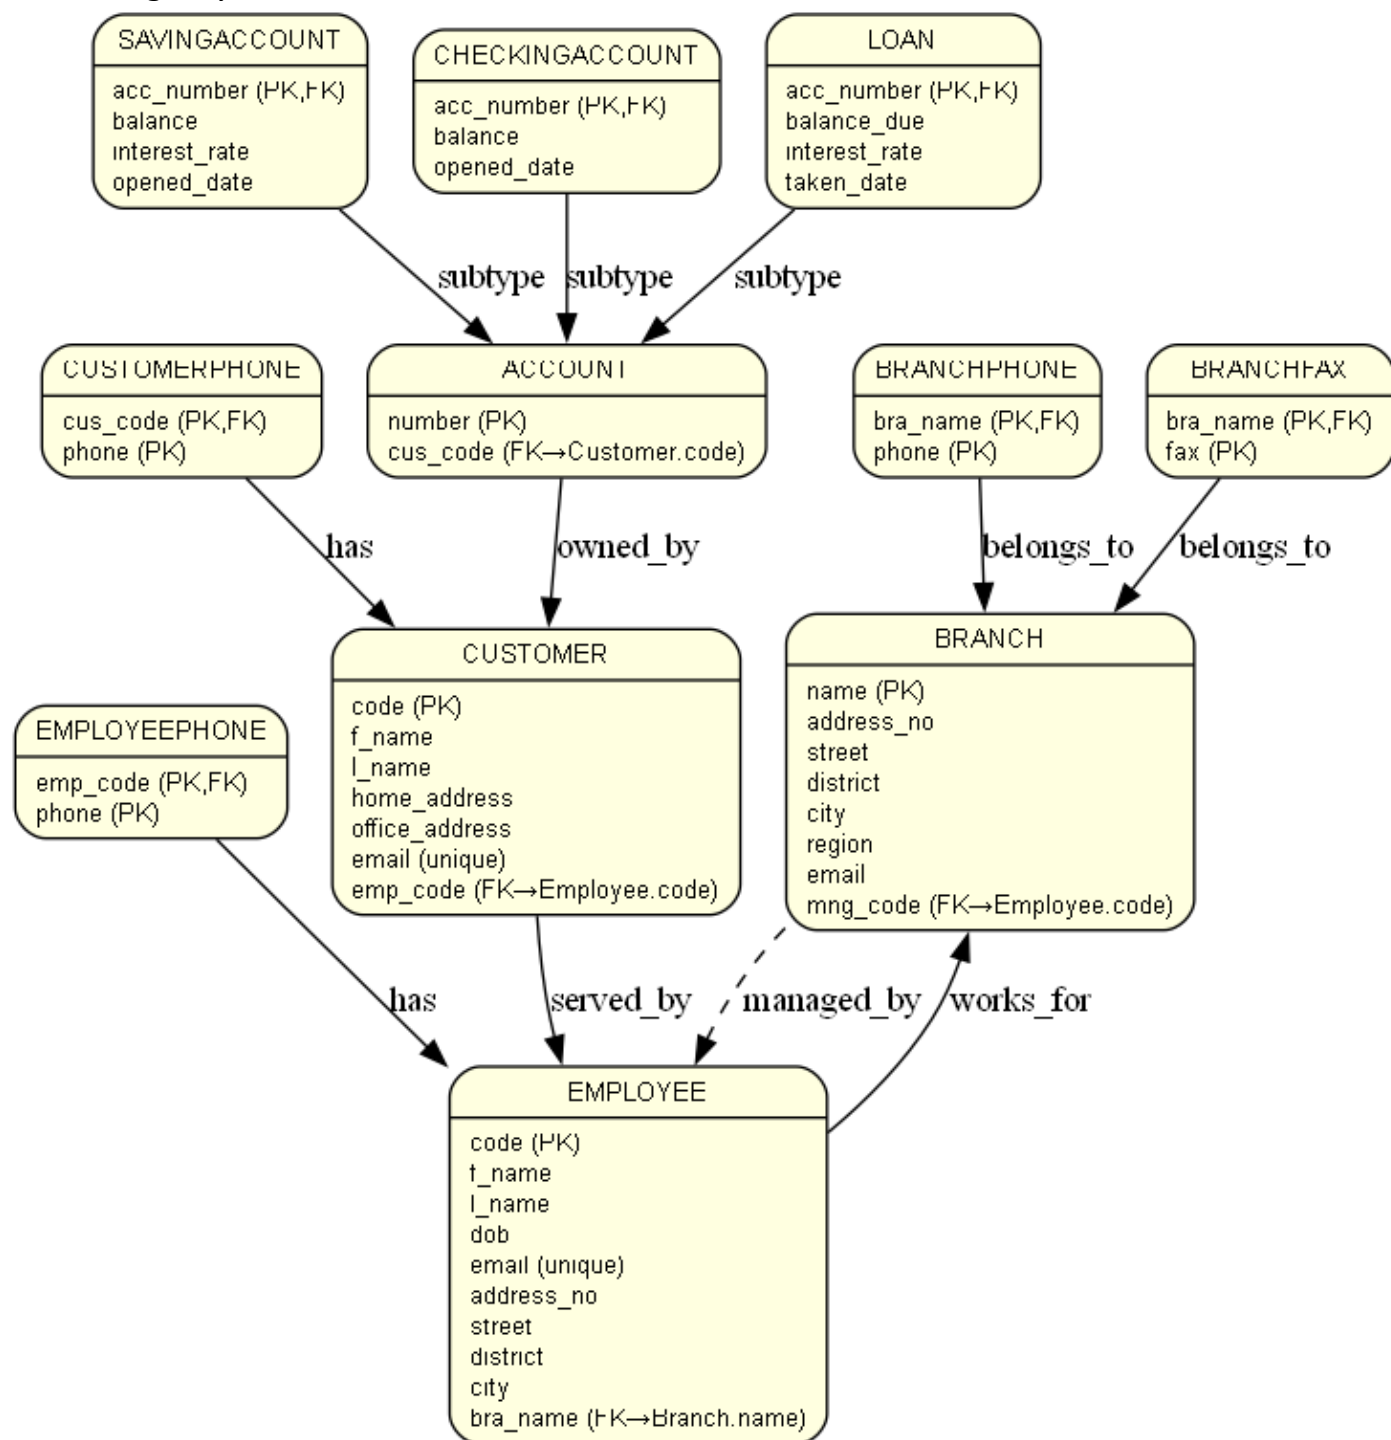 SAVINGACCOUNT
acc_number (PK,FK)
balance
interest_rate
opened_date
CHECKINGACCOUNT
acc_number (PK,FK)
balance
opened_date
LOAN
acc_number (PK,FK)
balance_due
interest_rate
taken_date
subtype
subtype
subtype
CUSTOMERPHONE
cus_code (PK,FK)
phone (PK)
ACCOUNT
number (PK)
cus_code (FK→Customer.code)
BRANCHPHONE
bra_name (PK,FK)
phone (PK)
BRANCHFAX
bra_name (PK,FK)
fax (PK)
has
owned_by
belongs_to
belongs_to
CUSTOMER
code (PK)
f_name
l_name
home_address
office_address
email (unique)
emp_code (FK→Employee.code)
BRANCH
name (PK)
address_no
street
district
city
region
email
mng_code (FK→Employee.code)
EMPLOYEEPHONE
emp_code (PK,FK)
phone (PK)
has
served_by
managed_by
works_for
EMPLOYEE
code (PK)
f_name
l_name
dob
email (unique)
address_no
street
district
city
bra_name (FK→Branch.name)